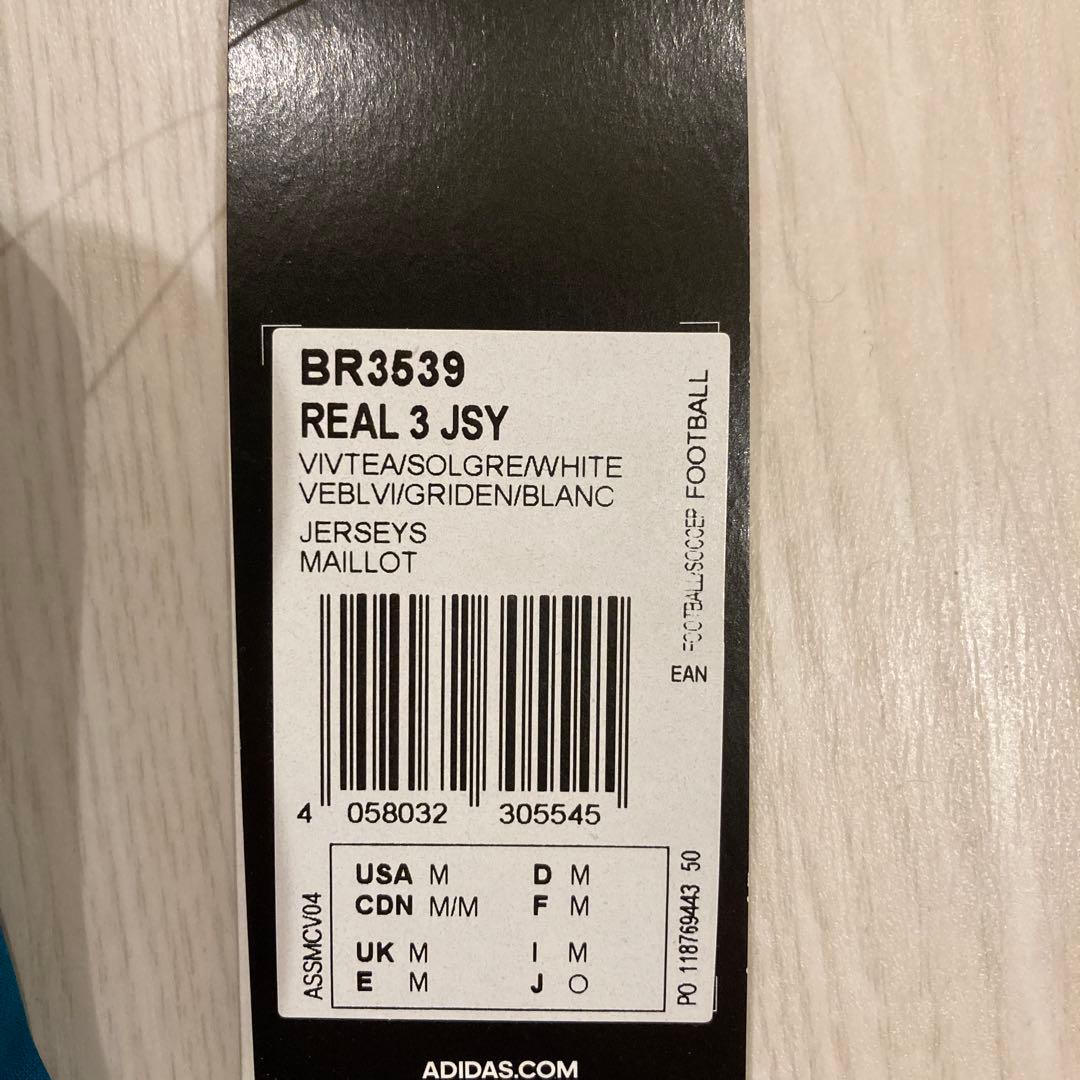 BR3539
REAL 3 JSY
VIVTEA/SOLGRE/WHITE
VEBLVI/GRIDEN/BLANC
JERSEYS
MAILLOT
FOOTBALL/SOCCER FOOTBALL
EAN
4 058032 305545
USA M D M
CDN M/M F M
UK M I M
E M J O
ASSMCV04
PO 118769443 50
ADIDAS.COM